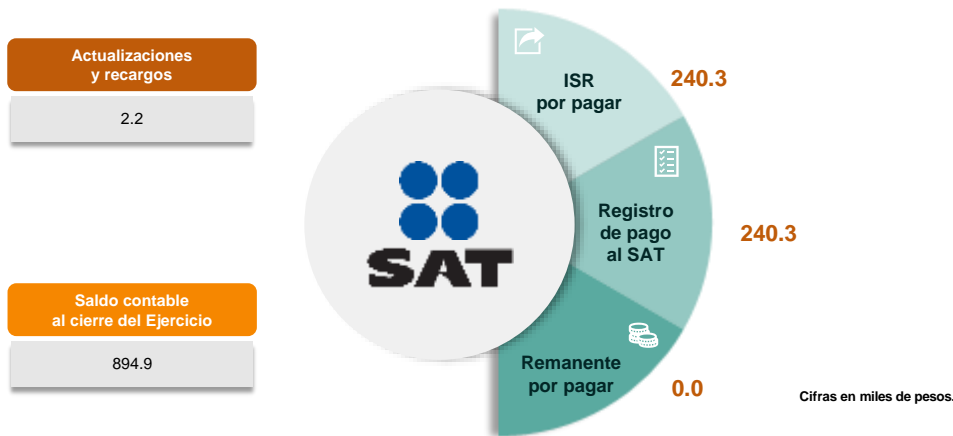 Actualizaciones
y recargos
2.2
Saldo contable
al cierre del Ejercicio
894.9
SAT
ISR
por pagar
240.3
Registro
de pago
al SAT
240.3
Remanente
por pagar
0.0
Cifras en miles de pesos.